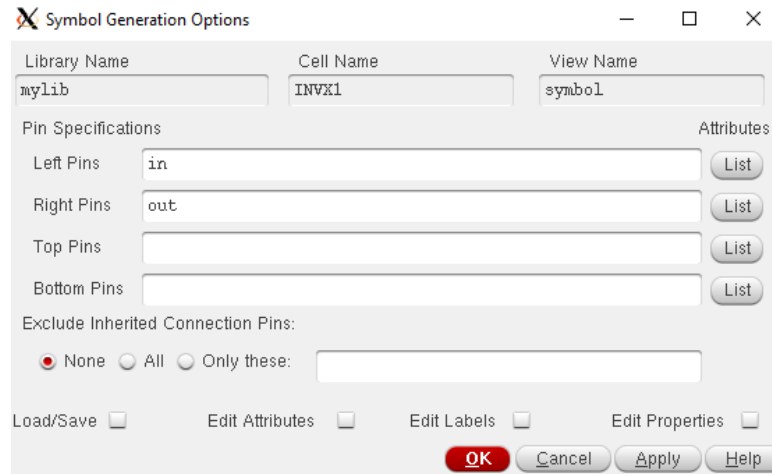 Symbol Generation Options
Library Name Cell Name View Name
mylib INVX1 symbol
Pin Specifications Attributes
Left Pins in List
Right Pins out List
Top Pins List
Bottom Pins List
Exclude Inherited Connection Pins:
None All Only these:
Load/Save Edit Attributes Edit Labels Edit Properties
OK Cancel Apply Help